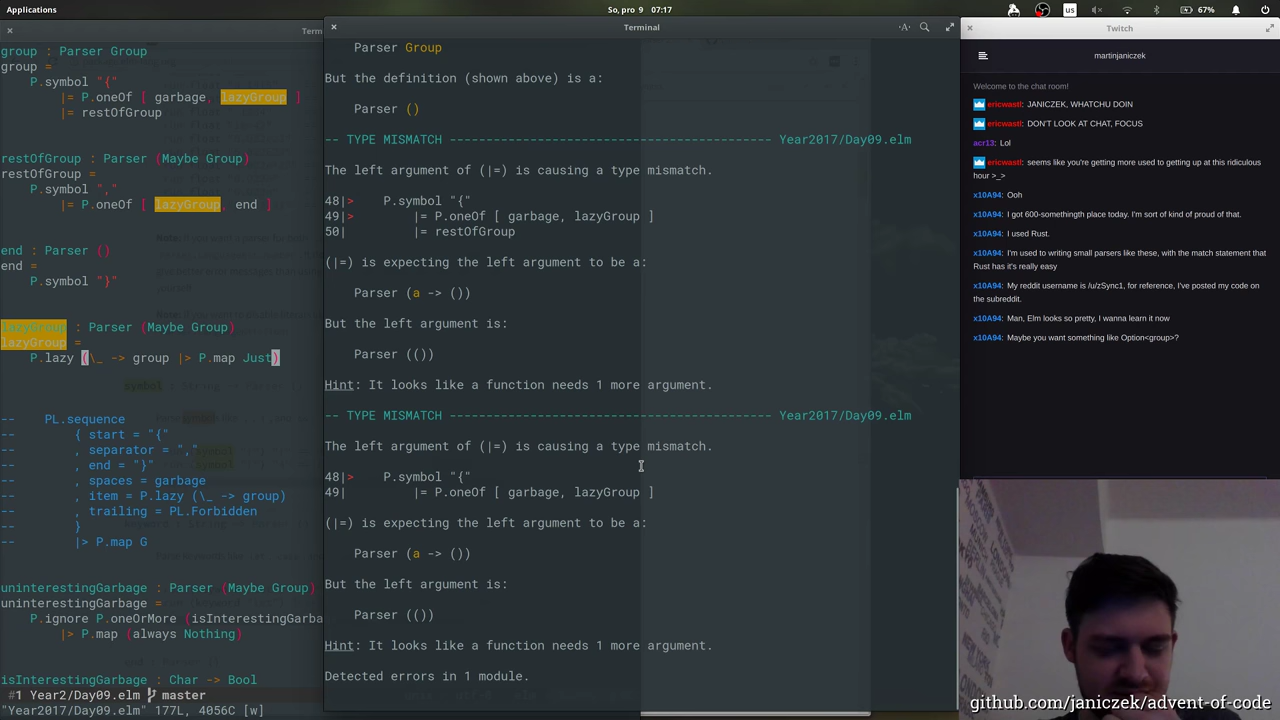 Applications
So, pro 9 07:17
us
67%
Term
group : Parser Group
group =
P.symbol "{"
|= P.oneOf [ garbage, lazyGroup ]
|= restOfGroup
restOfGroup : Parser (Maybe Group)
restOfGroup =
P.symbol ","
|= P.oneOf [ lazyGroup, end ]
end : Parser ()
end =
P.symbol "}"
lazyGroup : Parser (Maybe Group)
lazyGroup =
P.lazy (\_ -> group |> P.map Just)
-- PL.sequence
-- { start = "{"
-- , separator = ","
-- , end = "}"
-- , spaces = garbage
-- , item = P.lazy (\_ -> group)
-- , trailing = PL.Forbidden
-- }
-- |> P.map G
uninterestingGarbage : Parser (Maybe Group)
uninterestingGarbage =
P.ignore P.oneOrMore (isInterestingGarba
|> P.map (always Nothing)
isInterestingGarbage : Char -> Bool
#1 Year2/Day09.elm master
"Year2017/Day09.elm" 177L, 4056C [w]
Terminal
Parser Group
But the definition (shown above) is a:
Parser ()
-- TYPE MISMATCH -------------------------------------------- Year2017/Day09.elm
The left argument of (|=) is causing a type mismatch.
48|> P.symbol "{"
49|> |= P.oneOf [ garbage, lazyGroup ]
50| |= restOfGroup
(|=) is expecting the left argument to be a:
Parser (a -> ())
But the left argument is:
Parser (())
Hint: It looks like a function needs 1 more argument.
-- TYPE MISMATCH -------------------------------------------- Year2017/Day09.elm
The left argument of (|=) is causing a type mismatch.
48|> P.symbol "{"
49| |= P.oneOf [ garbage, lazyGroup ]
(|=) is expecting the left argument to be a:
Parser (a -> ())
But the left argument is:
Parser (())
Hint: It looks like a function needs 1 more argument.
Detected errors in 1 module.
Twitch
martinjaniczek
Welcome to the chat room!
ericwastl: JANICZEK, WHATCHU DOIN
ericwastl: DON'T LOOK AT CHAT, FOCUS
acr13: Lol
ericwastl: seems like you're getting more used to getting up at this ridiculous
hour >_>
x10A94: Ooh
x10A94: I got 600-somethingth place today. I'm sort of kind of proud of that.
x10A94: I used Rust.
x10A94: I'm used to writing small parsers like these, with the match statement that
Rust has it's really easy
x10A94: My reddit username is /u/zSync1, for reference, I've posted my code on
the subreddit.
x10A94: Man, Elm looks so pretty, I wanna learn it now
x10A94: Maybe you want something like Option<group>?
github.com/janiczek/advent_of_code